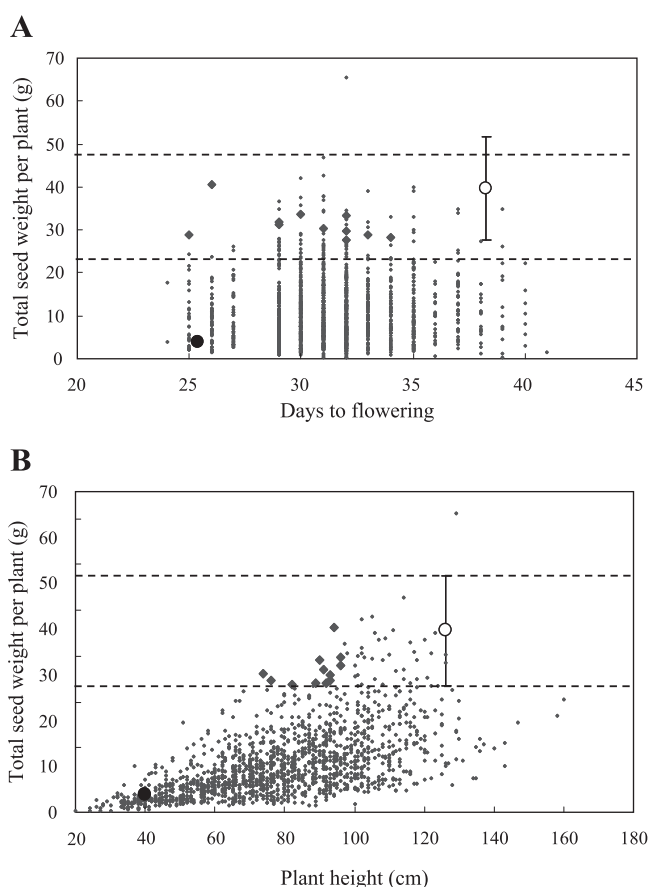 A
Total seed weight per plant (g)
70
60
50
40
30
20
10
0
20 25 30 35 40 45
Days to flowering
B
Total seed weight per plant (g)
70
60
50
40
30
20
10
0
20 40 60 80 100 120 140 160 180
Plant height (cm)